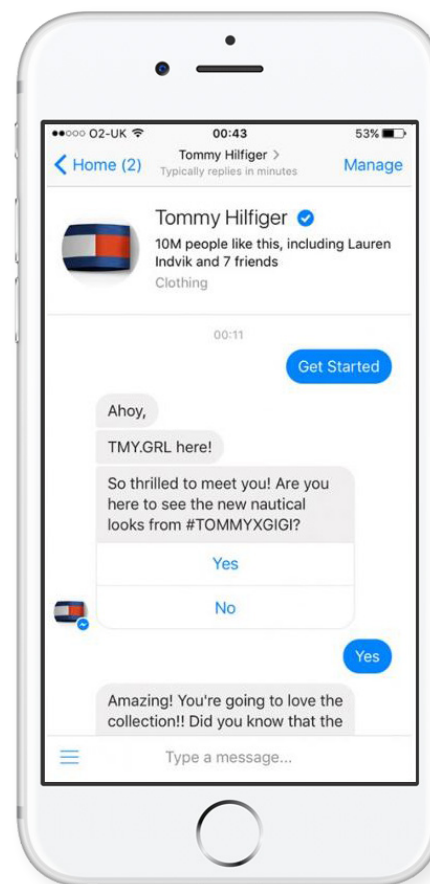 O2-UK 00:43 53%
Home (2) Tommy Hilfiger > Manage
Typically replies in minutes
Tommy Hilfiger
10M people like this, including Lauren
Indvik and 7 friends
Clothing
00:11
Get Started
Ahoy,
TMY.GRL here!
So thrilled to meet you! Are you
here to see the new nautical
looks from #TOMMYXGIGI?
Yes
No
Yes
Amazing! You're going to love the
collection!! Did you know that the
Type a message...